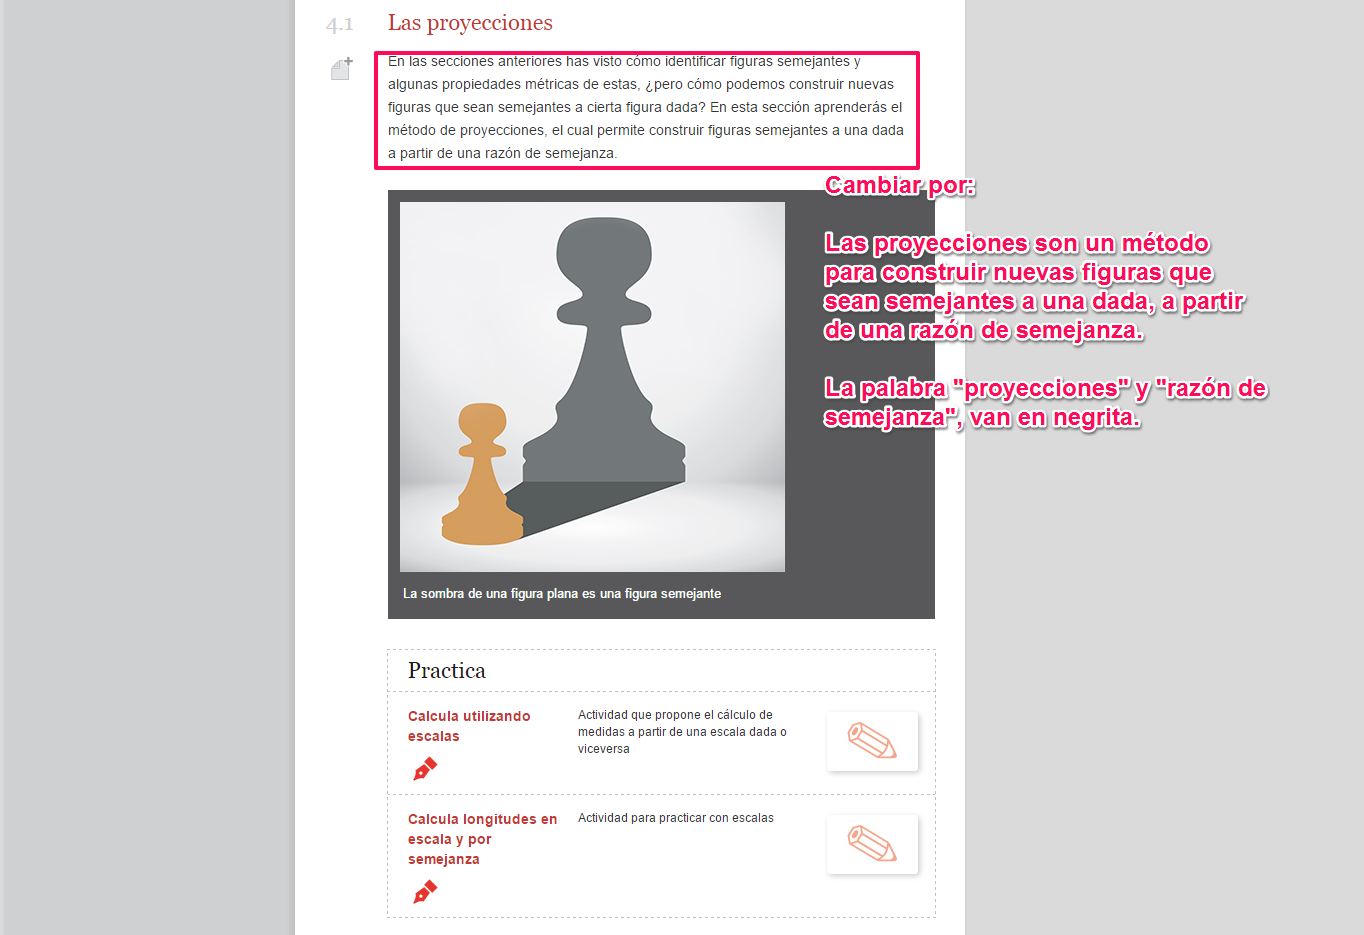 4.1 Las proyecciones
En las secciones anteriores has visto cómo identificar figuras semejantes y
algunas propiedades métricas de estas, ¿pero cómo podemos construir nuevas
figuras que sean semejantes a cierta figura dada? En esta sección aprenderás el
método de proyecciones, el cual permite construir figuras semejantes a una dada
a partir de una razón de semejanza.
Cambiar por:
Las proyecciones son un método
para construir nuevas figuras que
sean semejantes a una dada, a partir
de una razón de semejanza.
La palabra "proyecciones" y "razón de
semejanza", van en negrita.
La sombra de una figura plana es una figura semejante
Practica
Calcula utilizando
escalas
Actividad que propone el cálculo de
medidas a partir de una escala dada o
viceversa
Calcula longitudes en
escala y por
semejanza
Actividad para practicar con escalas